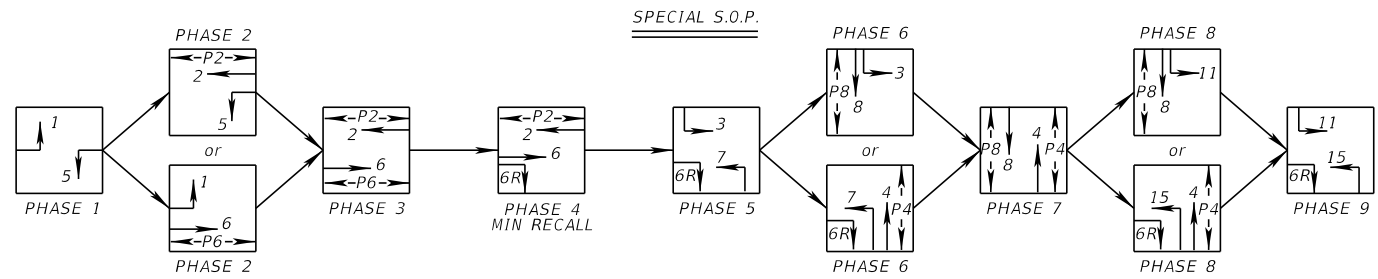 SPECIAL S.O.P.
1
5
PHASE 1
PHASE 2
P2
2
5
or
1
6
P6
PHASE 2
P2
2
6
P6
PHASE 3
P2
2
6
6R
PHASE 4
MIN RECALL
3
6R
7
PHASE 5
PHASE 6
P8
8
3
or
7
4
P4
6R
PHASE 6
P8
8
4
P4
PHASE 7
PHASE 8
P8
8
11
or
15
4
P4
6R
PHASE 8
11
6R
15
PHASE 9